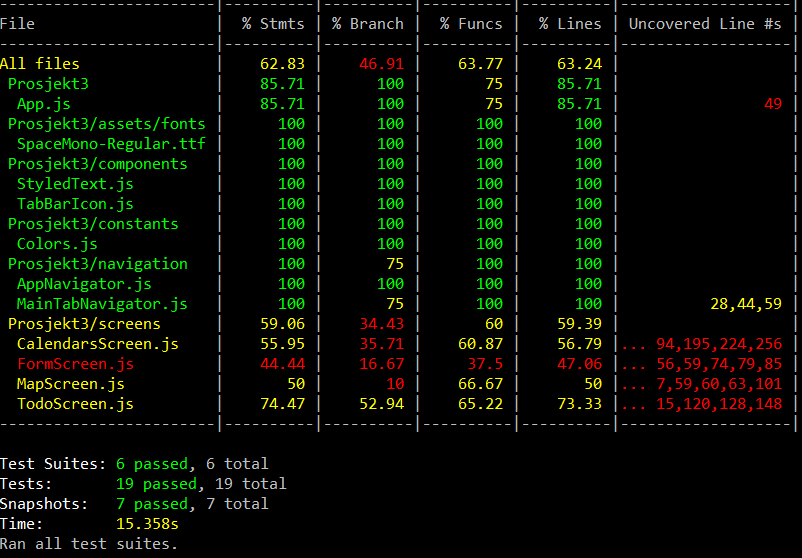 File | % Stmts | % Branch | % Funcs | % Lines | Uncovered Line #s |
All files | 62.83 | 46.91 | 63.77 | 63.24 | |
Prosjekt3 | 85.71 | 100 | 75 | 85.71 | |
App.js | 85.71 | 100 | 75 | 85.71 | 49 |
Prosjekt3/assets/fonts | 100 | 100 | 100 | 100 | |
SpaceMono-Regular.ttf | 100 | 100 | 100 | 100 | |
Prosjekt3/components | 100 | 100 | 100 | 100 | |
StyledText.js | 100 | 100 | 100 | 100 | |
TabBarIcon.js | 100 | 100 | 100 | 100 | |
Prosjekt3/constants | 100 | 100 | 100 | 100 | |
Colors.js | 100 | 100 | 100 | 100 | |
Prosjekt3/navigation | 100 | 75 | 100 | 100 | |
AppNavigator.js | 100 | 100 | 100 | 100 | |
MainTabNavigator.js | 100 | 75 | 100 | 100 | 28,44,59 |
Prosjekt3/screens | 59.06 | 34.43 | 60 | 59.39 | |
CalendarsScreen.js | 55.95 | 35.71 | 60.87 | 56.79 | ... 94,195,224,256 |
FormScreen.js | 44.44 | 16.67 | 37.5 | 47.06 | ... 56,59,74,79,85 |
MapScreen.js | 50 | 10 | 66.67 | 50 | ... 7,59,60,63,101 |
TodoScreen.js | 74.47 | 52.94 | 65.22 | 73.33 | ... 15,120,128,148 |
Test Suites: 6 passed, 6 total
Tests: 19 passed, 19 total
Snapshots: 7 passed, 7 total
Time: 15.358s
Ran all test suites.